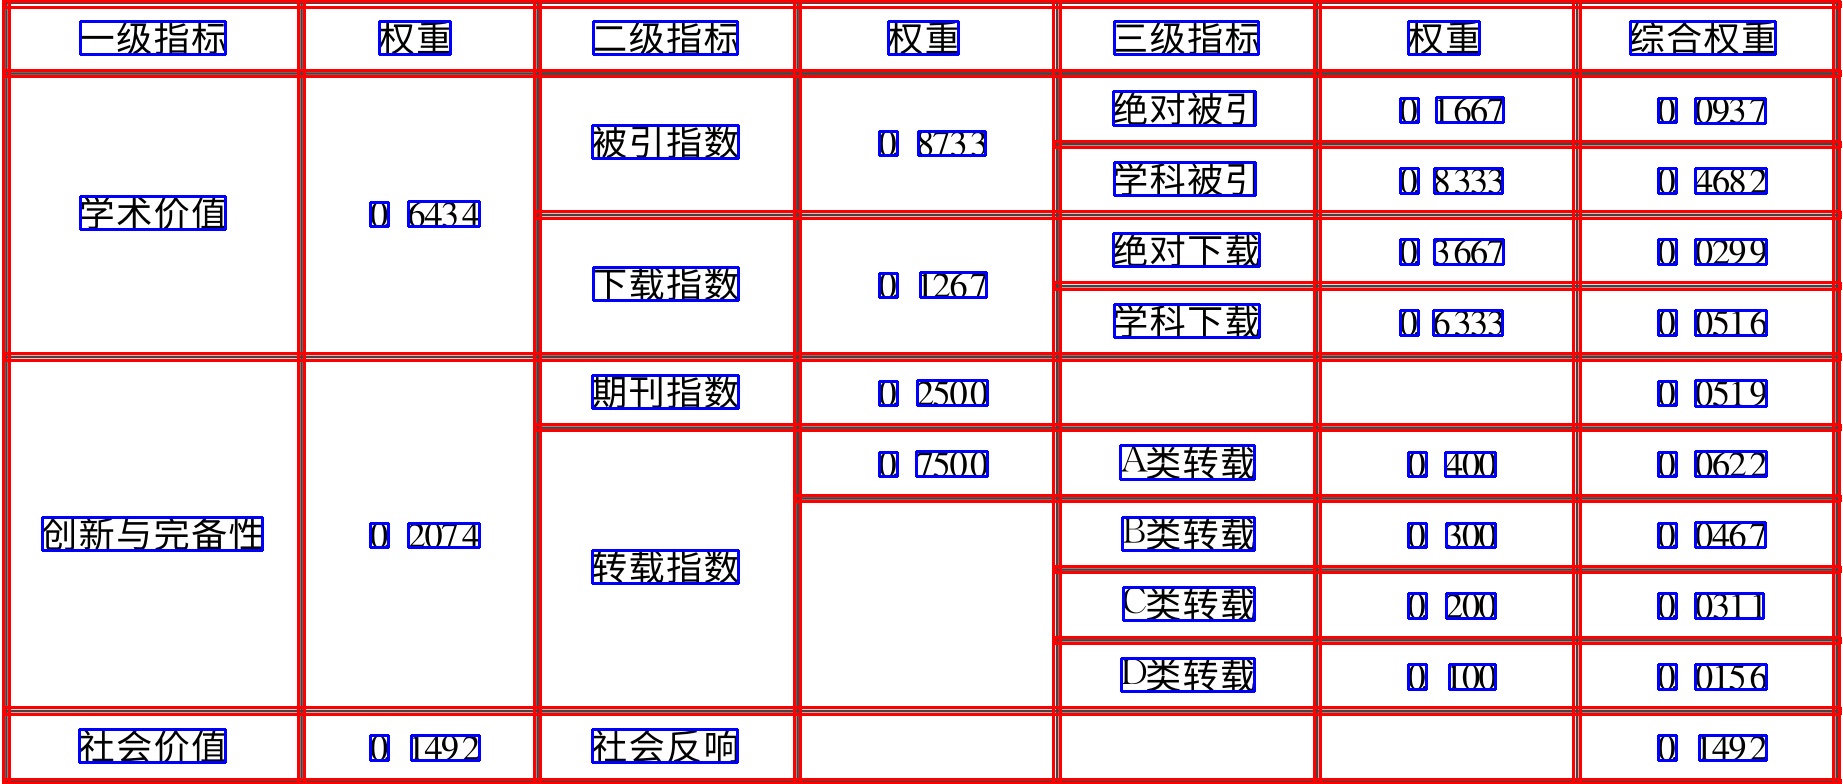 一级指标 权重 二级指标 权重 三级指标 权重 综合权重
学术价值 0 6434 被引指数 0 8733 绝对被引 0 1667 0 0937
学科被引 0 8333 0 4682
下载指数 0 1267 绝对下载 0 3667 0 0299
学科下载 0 6333 0 0516
创新与完备性 0 2074 期刊指数 0 2500 0 0519
转载指数 0 7500 A类转载 0 400 0 0622
B类转载 0 300 0 0467
C类转载 0 200 0 0311
D类转载 0 100 0 0156
社会价值 0 1492 社会反响 0 1492